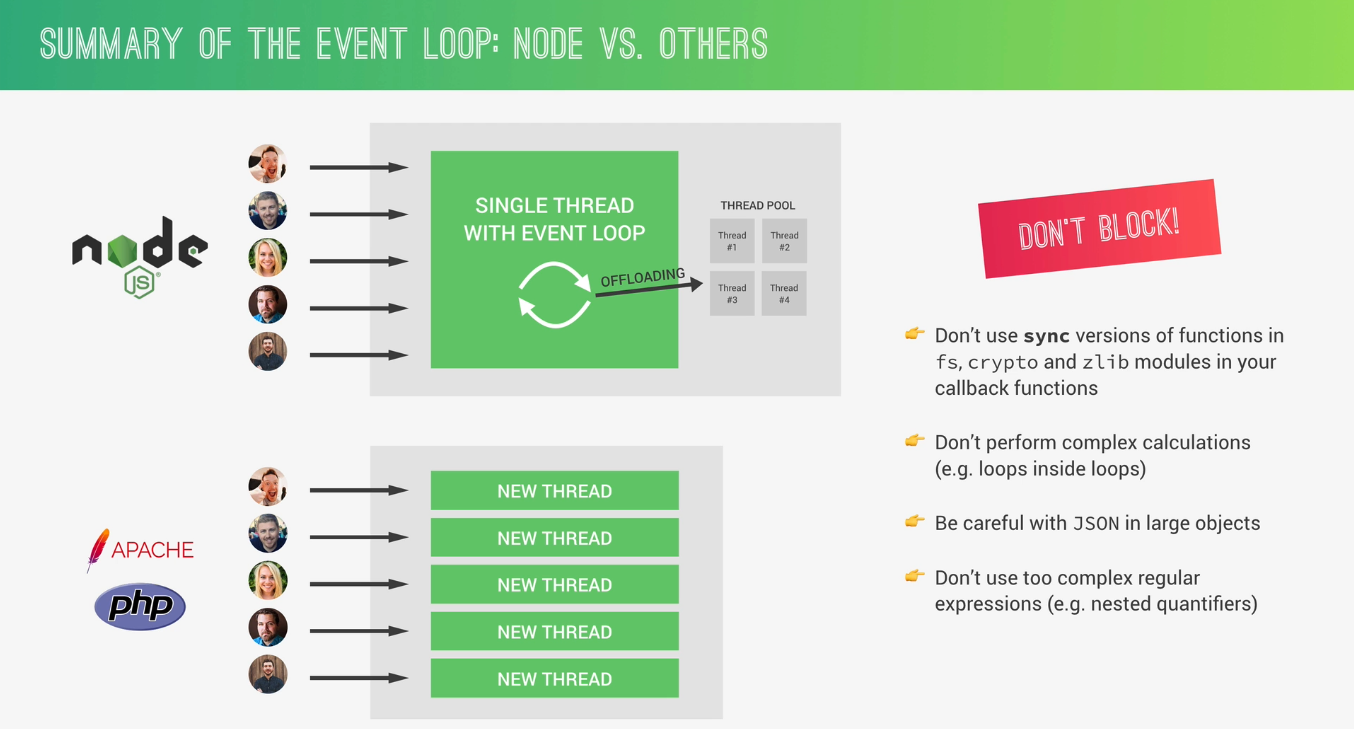 SUMMARY OF THE EVENT LOOP: NODE VS. OTHERS
node
JS
SINGLE THREAD
WITH EVENT LOOP
OFFLOADING
THREAD POOL
Thread
#1
Thread
#2
Thread
#3
Thread
#4
APACHE
php
NEW THREAD
NEW THREAD
NEW THREAD
NEW THREAD
NEW THREAD
DON'T BLOCK!
Don’t use sync versions of functions in
fs, crypto and zlib modules in your
callback functions
Don’t perform complex calculations
(e.g. loops inside loops)
Be careful with JSON in large objects
Don’t use too complex regular
expressions (e.g. nested quantifiers)